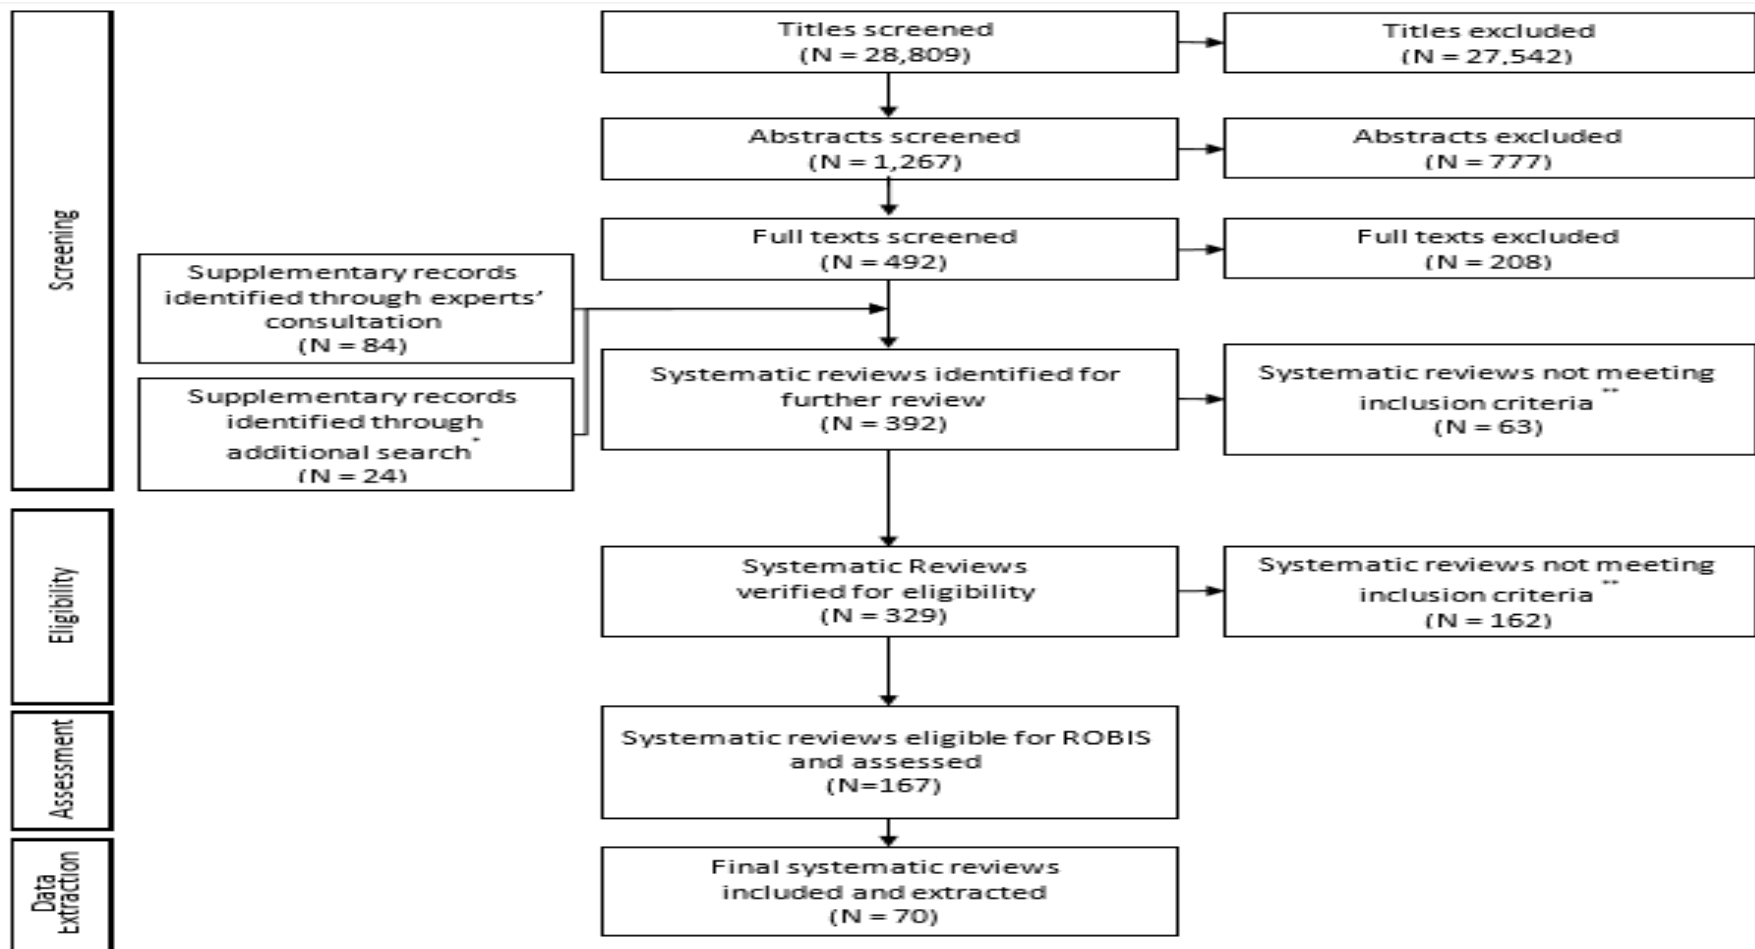 Screening
Titles screened
(N = 28,809)
Titles excluded
(N = 27,542)
Abstracts screened
(N = 1,267)
Abstracts excluded
(N = 777)
Full texts screened
(N = 492)
Full texts excluded
(N = 208)
Supplementary records
identified through experts’
consultation
(N = 84)
Supplementary records
identified through
additional search*
(N = 24)
Systematic reviews identified for
further review
(N = 392)
Systematic reviews not meeting
inclusion criteria **
(N = 63)
Eligibility
Systematic Reviews
verified for eligibility
(N = 329)
Systematic reviews not meeting
inclusion criteria **
(N = 162)
Assessment
Systematic reviews eligible for ROBIS
and assessed
(N=167)
Data
Extraction
Final systematic reviews
included and extracted
(N = 70)